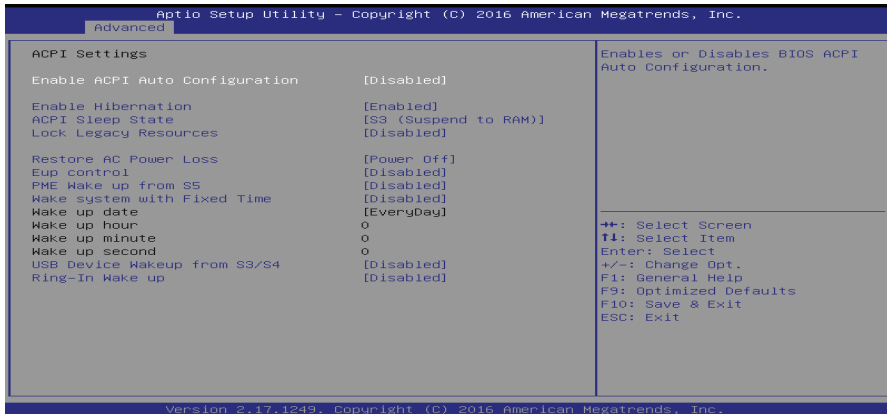 Aptio Setup Utility – Copyright (C) 2016 American Megatrends, Inc.
Advanced
ACPI Settings
Enable ACPI Auto Configuration [Disabled]
Enable Hibernation [Enabled]
ACPI Sleep State [S3 (Suspend to RAM)]
Lock Legacy Resources [Disabled]
Restore AC Power Loss [Power Off]
Eup control [Disabled]
PME Wake up from S5 [Disabled]
Wake system with Fixed Time [Disabled]
Wake up date [EveryDay]
Wake up hour 0
Wake up minute 0
Wake up second 0
USB Device Wakeup from S3/S4 [Disabled]
Ring-In Wake up [Disabled]
Enables or Disables BIOS ACPI
Auto Configuration.
→←: Select Screen
↑↓: Select Item
Enter: Select
+/-: Change Opt.
F1: General Help
F9: Optimized Defaults
F10: Save & Exit
ESC: Exit
Version 2.17.1249. Copyright (C) 2016 American Megatrends, Inc.